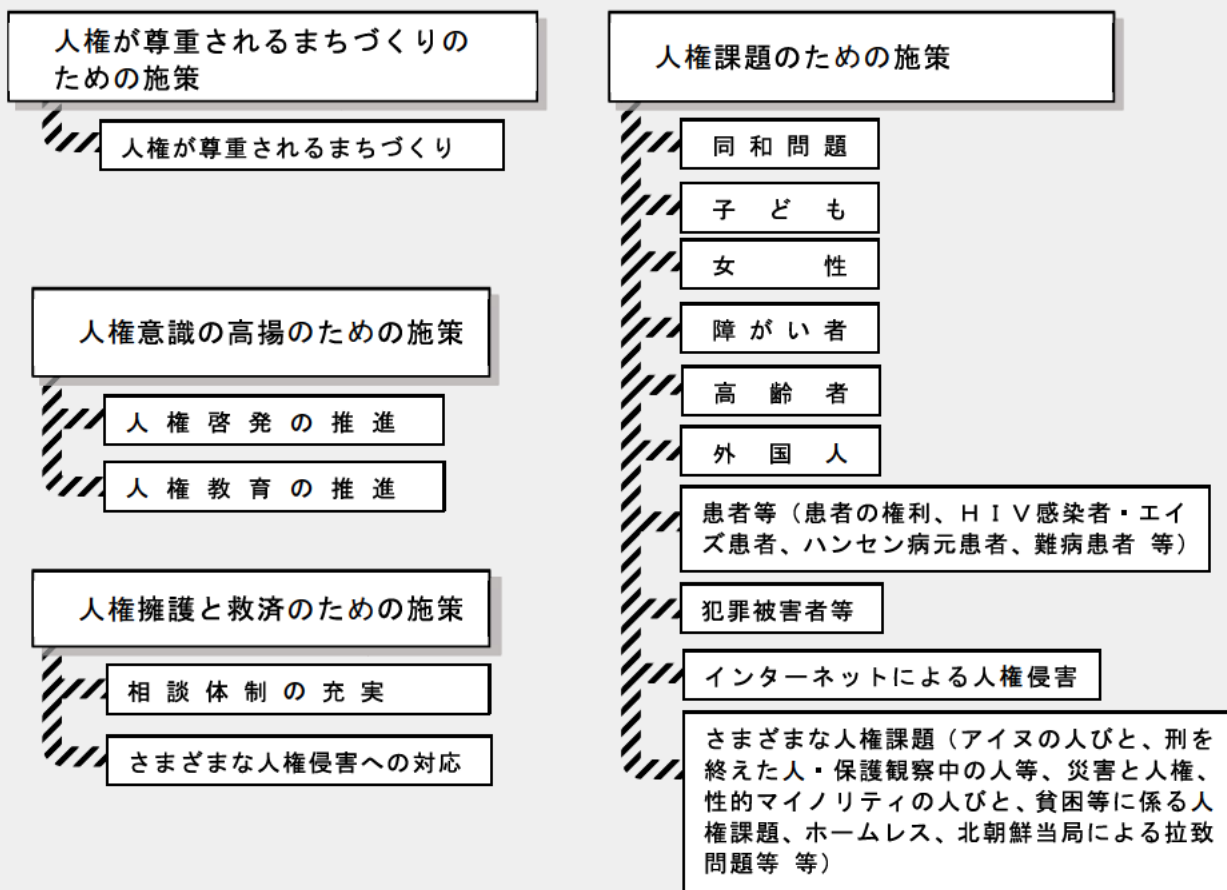 人権が尊重されるまちづくりの
ための施策
人権が尊重されるまちづくり
人権意識の高揚のための施策
人権啓発の推進
人権教育の推進
人権擁護と救済のための施策
相談体制の充実
さまざまな人権侵害への対応
人権課題のための施策
同和問題
子ども
女性
障がい者
高齢者
外国人
患者等（患者の権利、ＨＩＶ感染者・エイ
ズ患者、ハンセン病元患者、難病患者 等）
犯罪被害者等
インターネットによる人権侵害
さまざまな人権課題（アイヌの人びと、刑を
終えた人・保護観察中の人等、災害と人権、
性的マイノリティの人びと、貧困等に係る人
権課題、ホームレス、北朝鮮当局による拉致
問題等 等）